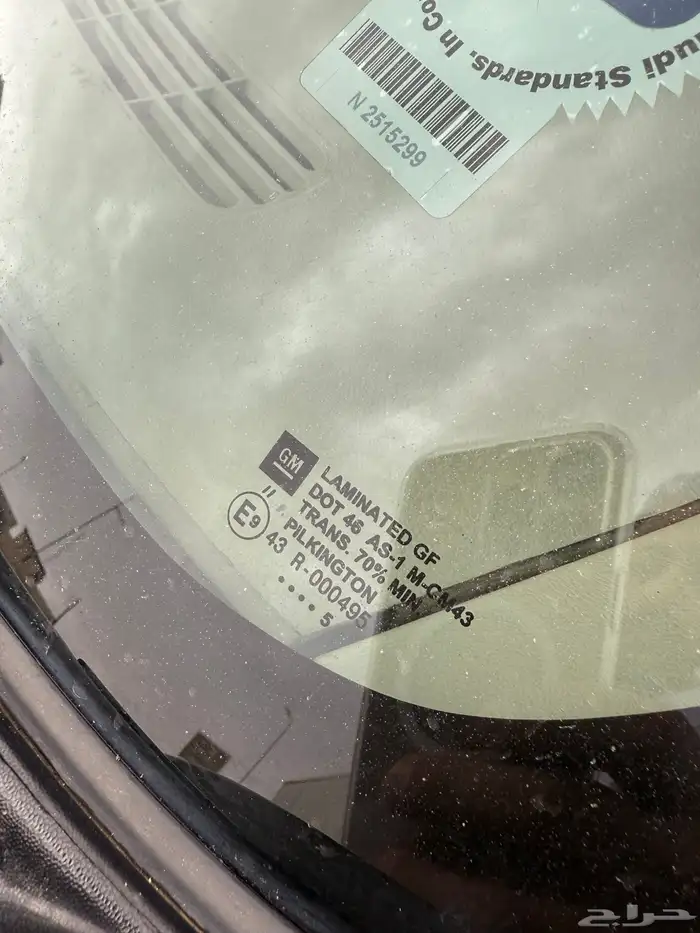 udi Standards. In Co
N 2515299
GM
LAMINATED GF
DOT 46 AS-1 M-CM43
TRANS. 70% MIN
PILKINGTON
E9 43 R-000495
.... 5
حراج